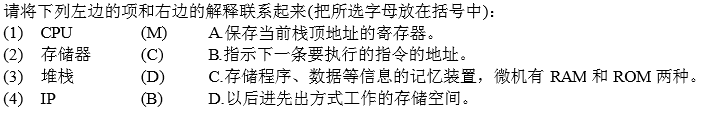 请将下列左边的项和右边的解释联系起来(把所选字母放在括号中):
(1) CPU (M) A.保存当前栈顶地址的寄存器。
(2) 存储器 (C) B.指示下一条要执行的指令的地址。
(3) 堆栈 (D) C.存储程序、数据等信息的记忆装置，微机有 RAM 和 ROM 两种。
(4) IP (B) D.以后进先出方式工作的存储空间。